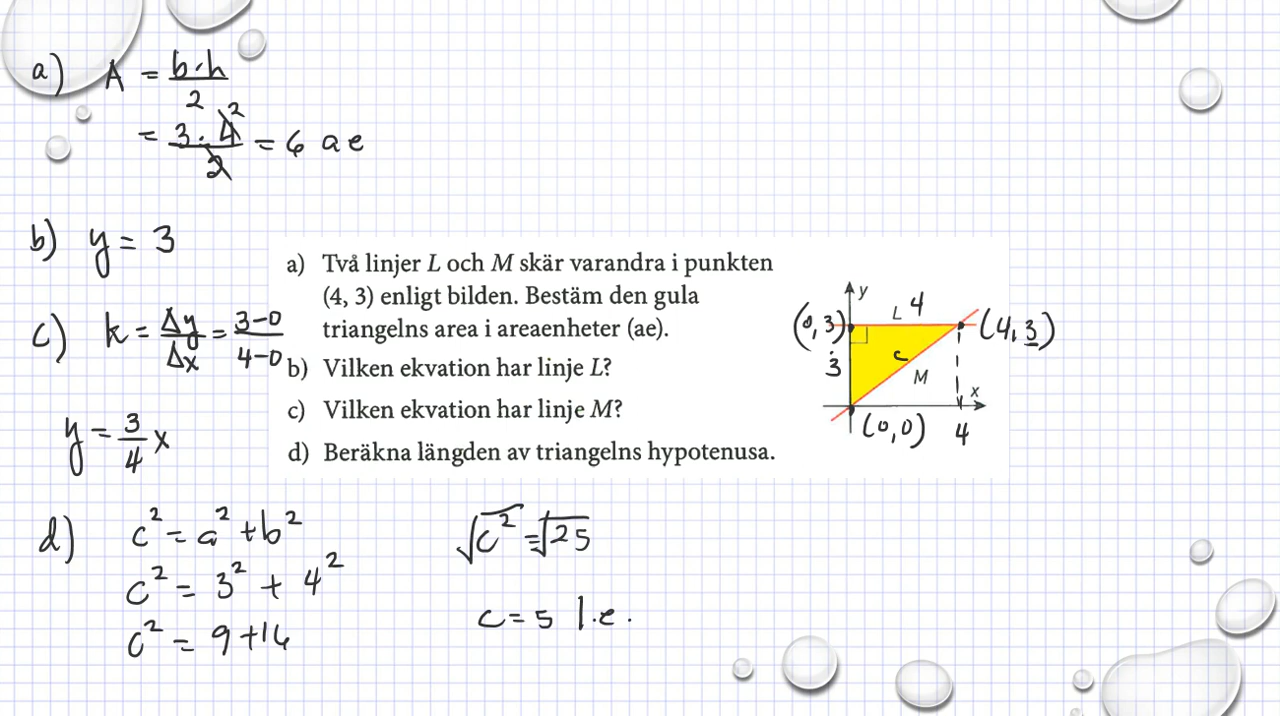 a) A = b·h / 2
= 3·4 2 / 2 = 6 ae
b) y = 3
c) k = Δy/Δx = 3-0 / 4-0
y = 3/4 x
d) c² = a² + b²
c² = 3² + 4²
c² = 9 + 16
√c² = √25
c = 5 l.e.
a) Två linjer L och M skär varandra i punkten
(4, 3) enligt bilden. Bestäm den gula
triangelns area i areaenheter (ae).
b) Vilken ekvation har linje L?
c) Vilken ekvation har linje M?
d) Beräkna längden av triangelns hypotenusa.
y
L 4
(0, 3) (4, 3)
3 c
M
x
(0,0) 4